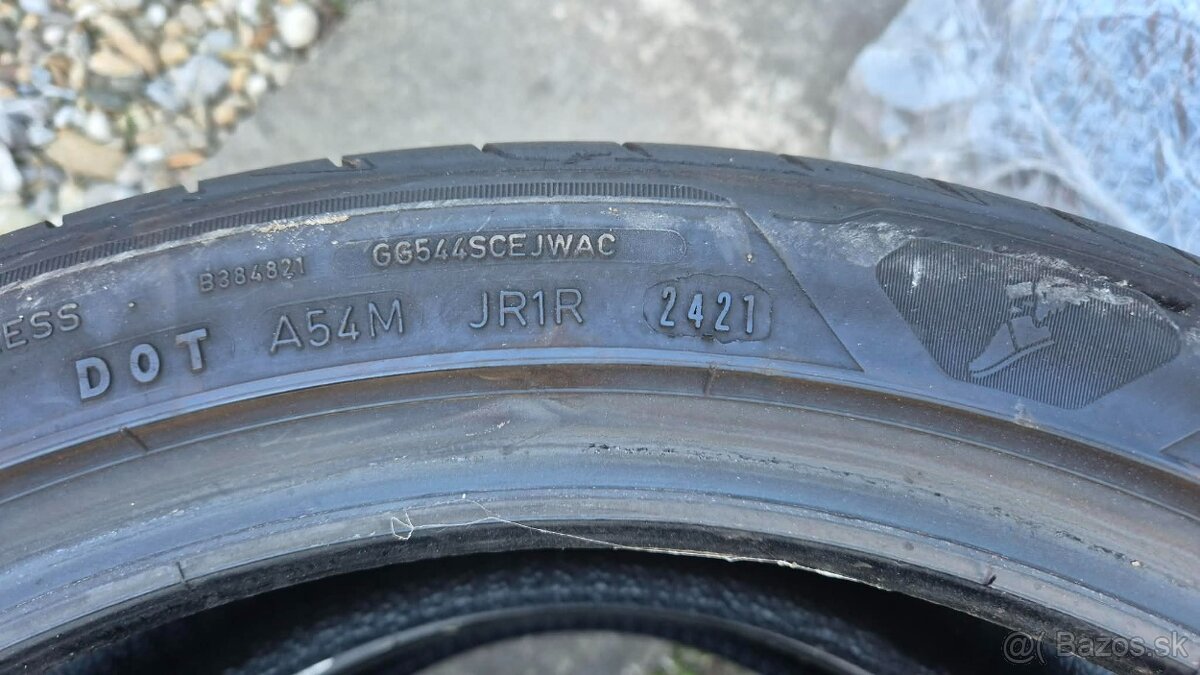 B384821 GG544SCEJWAC
ESS
DOT A54M JR1R 2421
@( Bazos.sk